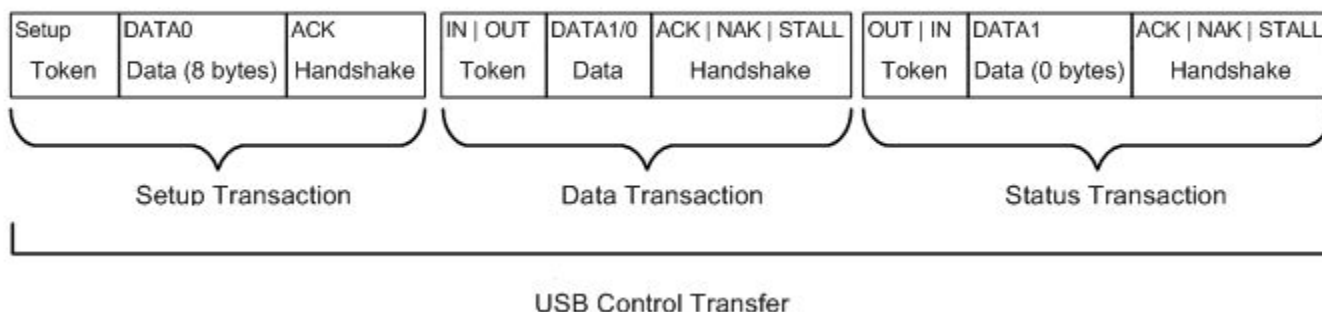 Setup DATA0 ACK IN | OUT DATA1/0 ACK | NAK | STALL OUT | IN DATA1 ACK | NAK | STALL
Token Data (8 bytes) Handshake Token Data Handshake Token Data (0 bytes) Handshake
Setup Transaction Data Transaction Status Transaction
USB Control Transfer